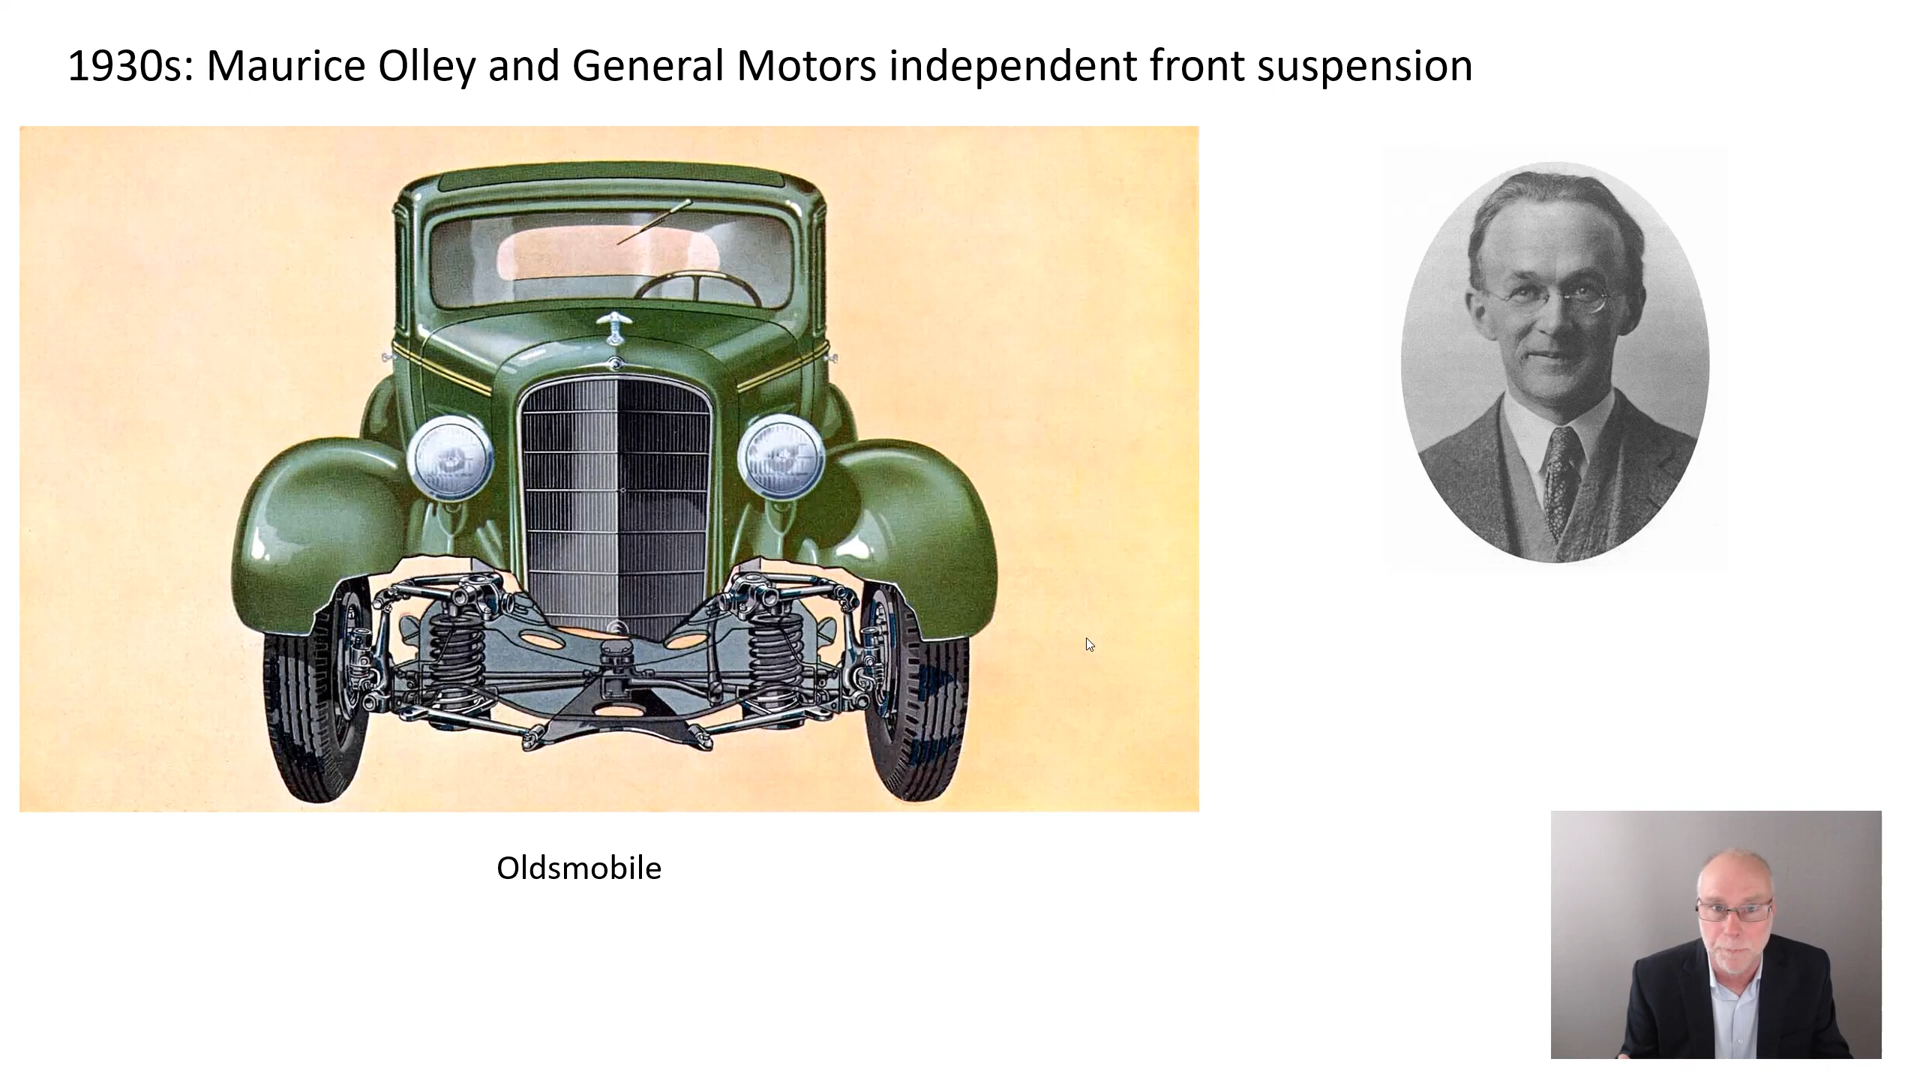 1930s: Maurice Olley and General Motors independent front suspension
Oldsmobile